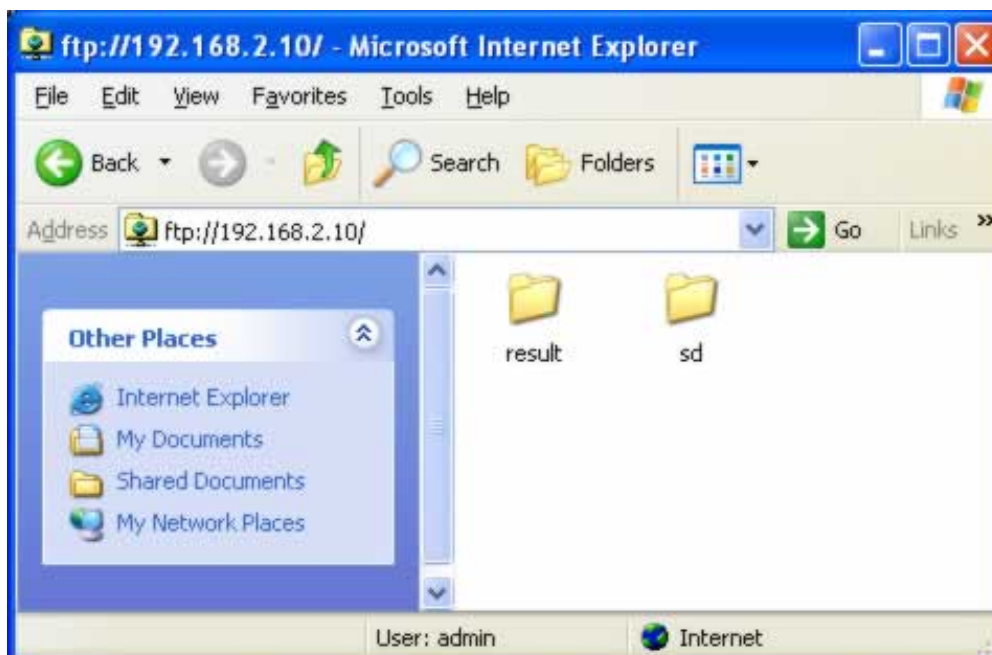 ftp://192.168.2.10/ - Microsoft Internet Explorer
File Edit View Favorites Tools Help
Back Search Folders
Address ftp://192.168.2.10/ Go Links »
Other Places
result sd
Internet Explorer
My Documents
Shared Documents
My Network Places
User: admin Internet